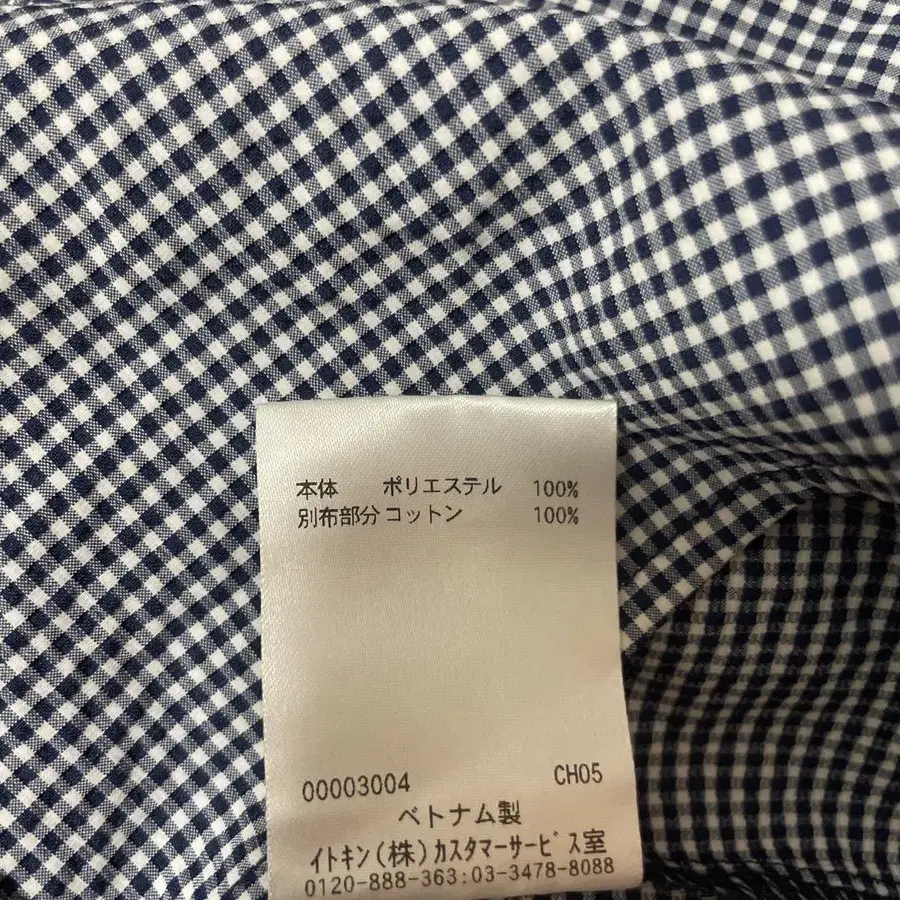 本体 ポリエステル 100%
別布部分 コットン 100%
00003004 CH05
ベトナム製
イトキン(株)カスタマーサービス室
0120-888-363:03-3478-8088